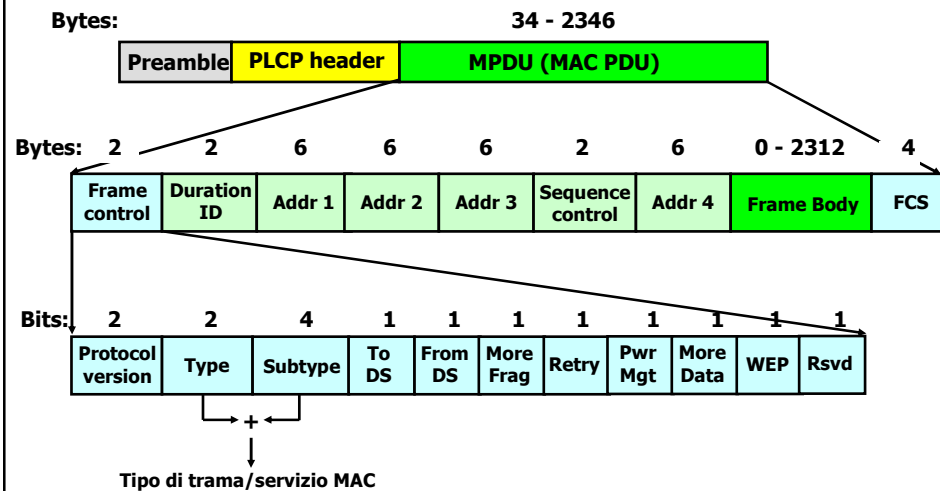 Bytes: 34 - 2346
Preamble PLCP header MPDU (MAC PDU)
Bytes: 2 2 6 6 6 2 6 0 - 2312 4
Frame control Duration ID Addr 1 Addr 2 Addr 3 Sequence control Addr 4 Frame Body FCS
Bits: 2 2 4 1 1 1 1 1 1 1 1
Protocol version Type Subtype To DS From DS More Frag Retry Pwr Mgt More Data WEP Rsvd
+
Tipo di trama/servizio MAC